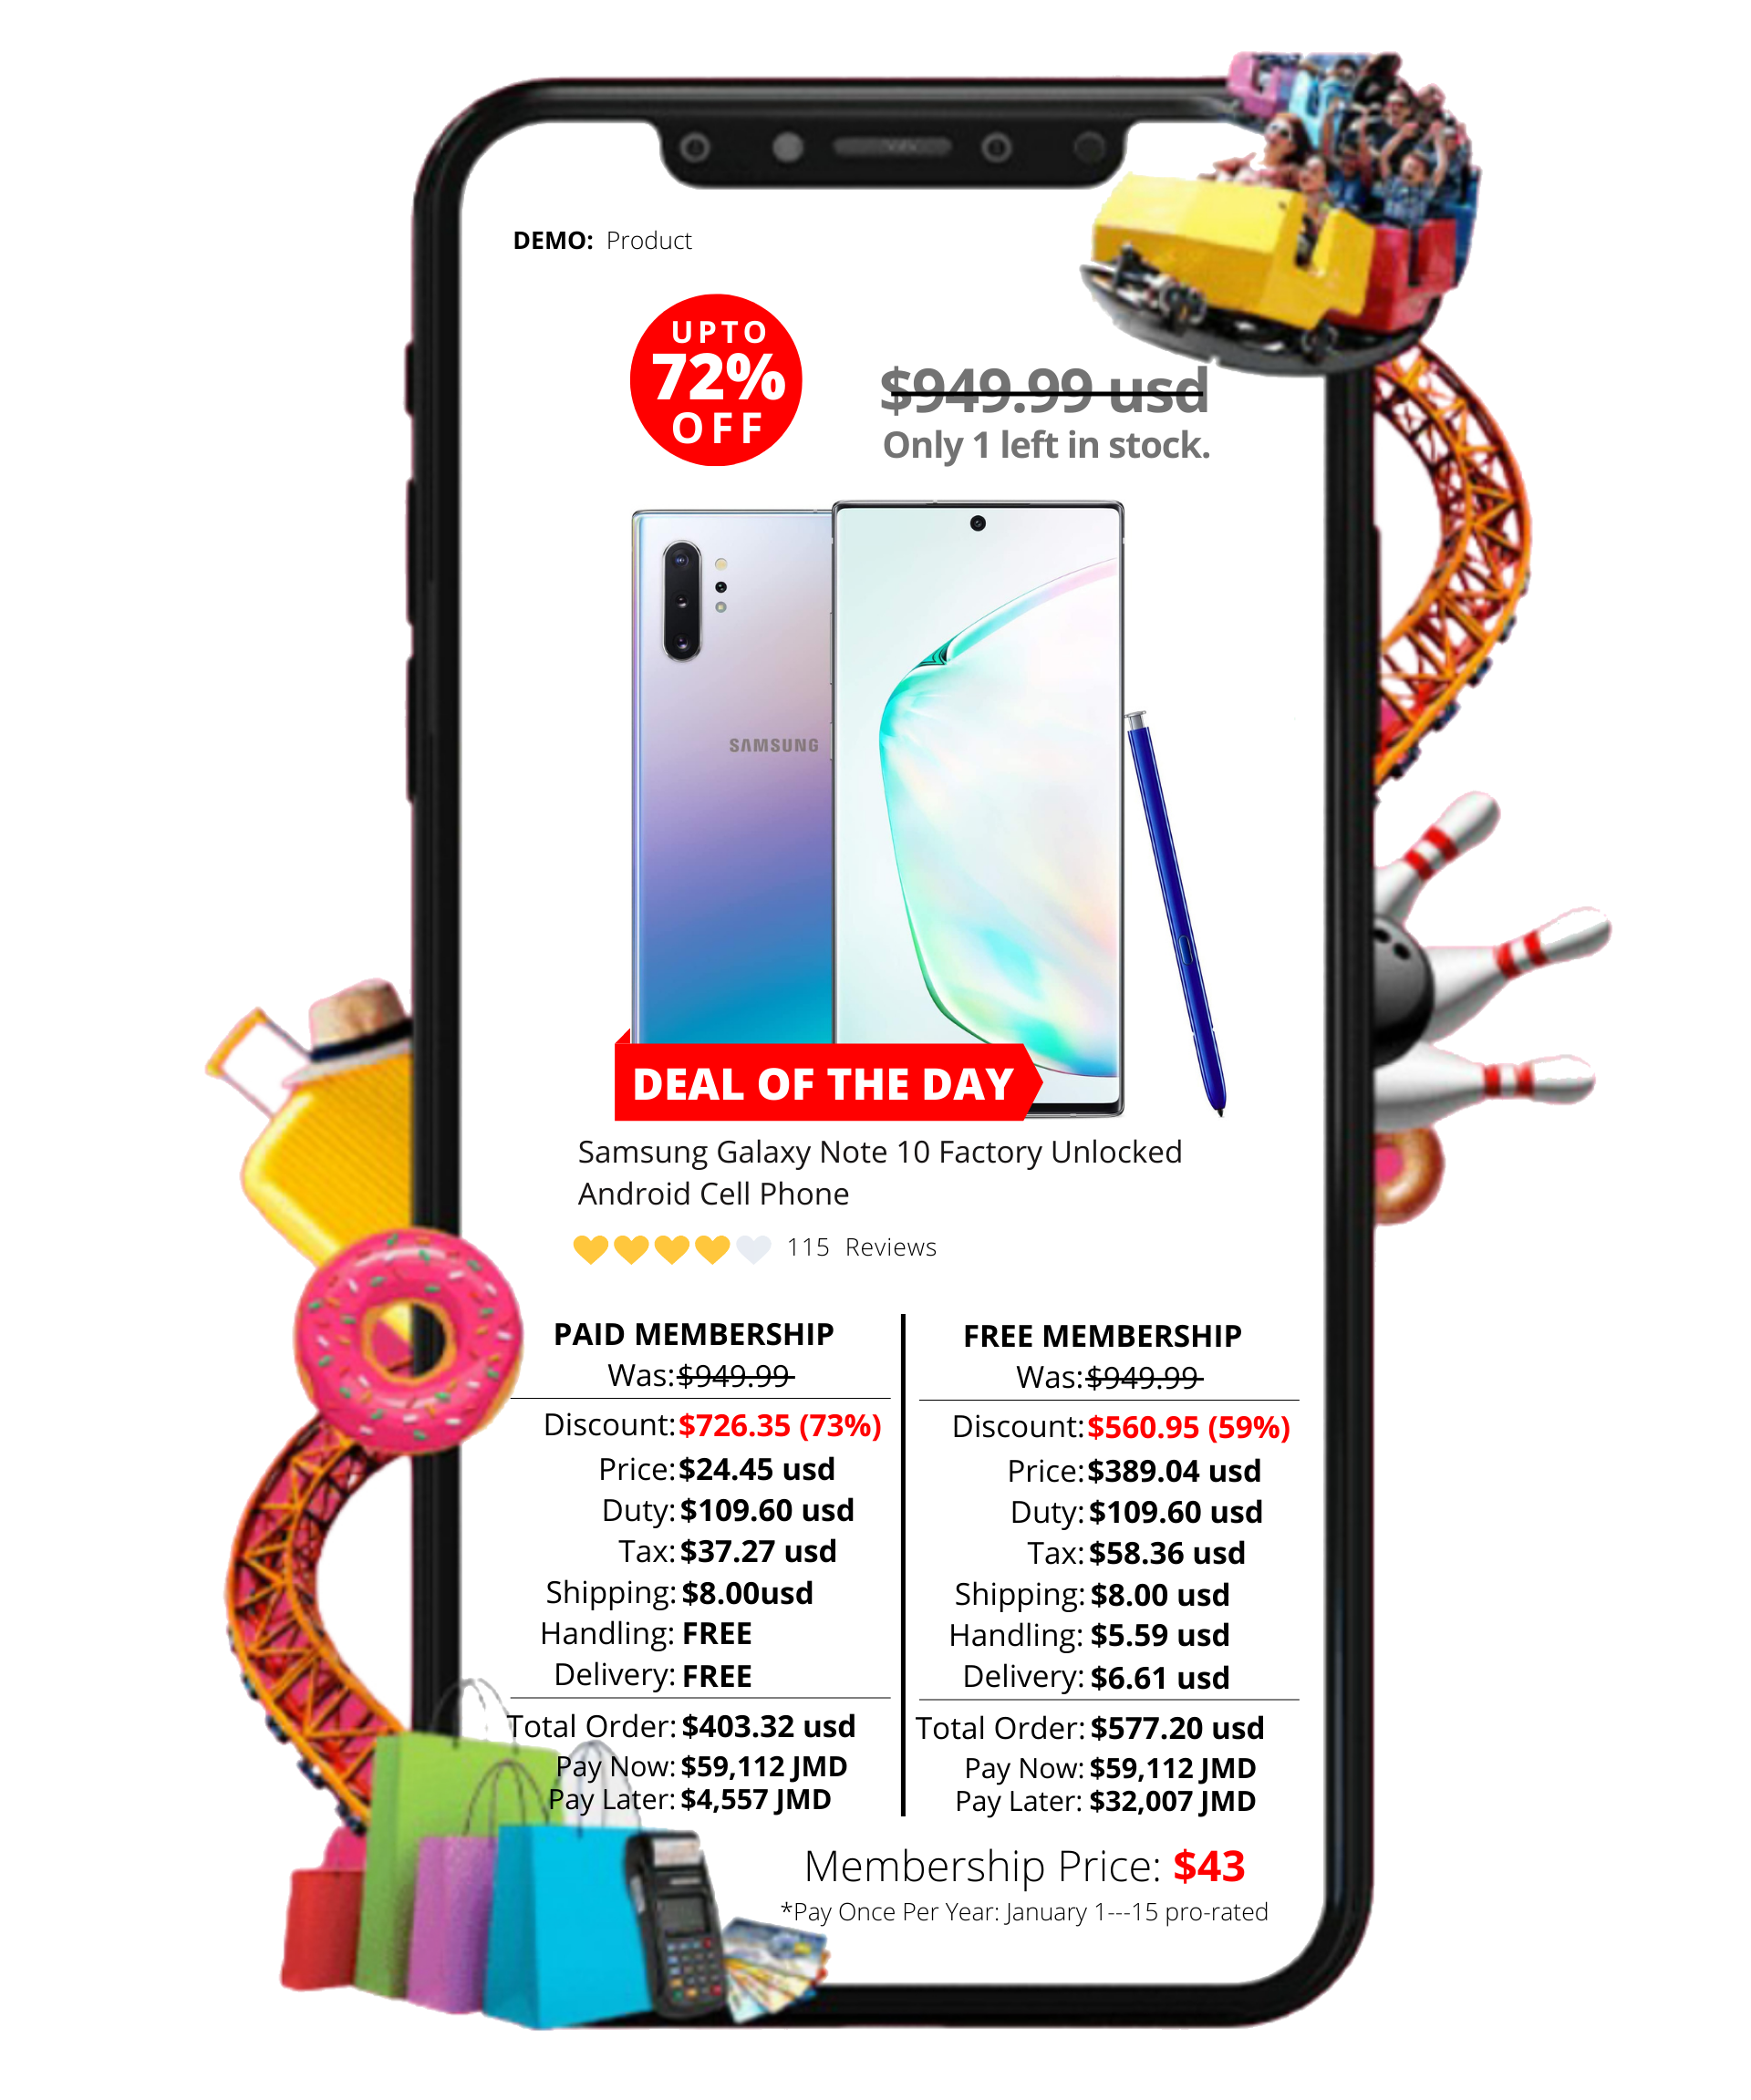 DEMO: Product
UPTO
72%
OFF
$949.99 usd
Only 1 left in stock.
SAMSUNG
DEAL OF THE DAY
Samsung Galaxy Note 10 Factory Unlocked
Android Cell Phone
115 Reviews
PAID MEMBERSHIP
Was:$949.99
Discount:$726.35 (73%)
Price:$24.45 usd
Duty:$109.60 usd
Tax:$37.27 usd
Shipping:$8.00usd
Handling: FREE
Delivery: FREE
Total Order:$403.32 usd
Pay Now:$59,112 JMD
Pay Later:$4,557 JMD
FREE MEMBERSHIP
Was:$949.99
Discount:$560.95 (59%)
Price:$389.04 usd
Duty:$109.60 usd
Tax:$58.36 usd
Shipping:$8.00 usd
Handling: $5.59 usd
Delivery:$6.61 usd
Total Order:$577.20 usd
Pay Now:$59,112 JMD
Pay Later: $32,007 JMD
Membership Price: $43
*Pay Once Per Year: January 1---15 pro-rated